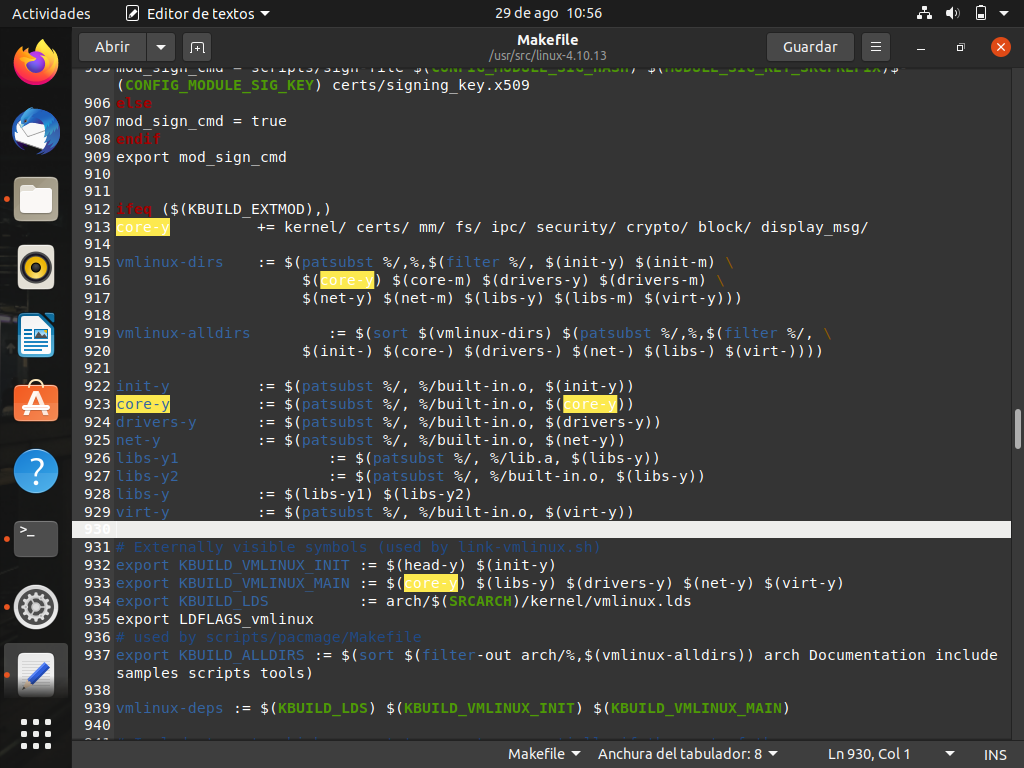 Actividades
Editor de textos
29 de ago 10:56
Abrir
Makefile
/usr/src/linux-4.10.13
Guardar
905 mod_sign_cmd = scripts/sign-file $(CONFIG_MODULE_SIG_HASH) $(MODULE_SIG_KEY_SRCPREFIX)$
(CONFIG_MODULE_SIG_KEY) certs/signing_key.x509
906 else
907 mod_sign_cmd = true
908 endif
909 export mod_sign_cmd
910
911
912 ifeq ($(KBUILD_EXTMOD),)
913 core-y += kernel/ certs/ mm/ fs/ ipc/ security/ crypto/ block/ display_msg/
914
915 vmlinux-dirs := $(patsubst %/,%,$(filter %/, $(init-y) $(init-m) \
916 $(core-y) $(core-m) $(drivers-y) $(drivers-m) \
917 $(net-y) $(net-m) $(libs-y) $(libs-m) $(virt-y)))
918
919 vmlinux-alldirs := $(sort $(vmlinux-dirs) $(patsubst %/,%,$(filter %/, \
920 $(init-) $(core-) $(drivers-) $(net-) $(libs-) $(virt-))))
921
922 init-y := $(patsubst %/, %/built-in.o, $(init-y))
923 core-y := $(patsubst %/, %/built-in.o, $(core-y))
924 drivers-y := $(patsubst %/, %/built-in.o, $(drivers-y))
925 net-y := $(patsubst %/, %/built-in.o, $(net-y))
926 libs-y1 := $(patsubst %/, %/lib.a, $(libs-y))
927 libs-y2 := $(patsubst %/, %/built-in.o, $(libs-y))
928 libs-y := $(libs-y1) $(libs-y2)
929 virt-y := $(patsubst %/, %/built-in.o, $(virt-y))
930
931 # Externally visible symbols (used by link-vmlinux.sh)
932 export KBUILD_VMLINUX_INIT := $(head-y) $(init-y)
933 export KBUILD_VMLINUX_MAIN := $(core-y) $(libs-y) $(drivers-y) $(net-y) $(virt-y)
934 export KBUILD_LDS := arch/$(SRCARCH)/kernel/vmlinux.lds
935 export LDFLAGS_vmlinux
936 # used by scripts/pacmage/Makefile
937 export KBUILD_ALLDIRS := $(sort $(filter-out arch/%,$(vmlinux-alldirs)) arch Documentation include
samples scripts tools)
938
939 vmlinux-deps := $(KBUILD_LDS) $(KBUILD_VMLINUX_INIT) $(KBUILD_VMLINUX_MAIN)
940
Makefile
Anchura del tabulador: 8
Ln 930, Col 1
INS